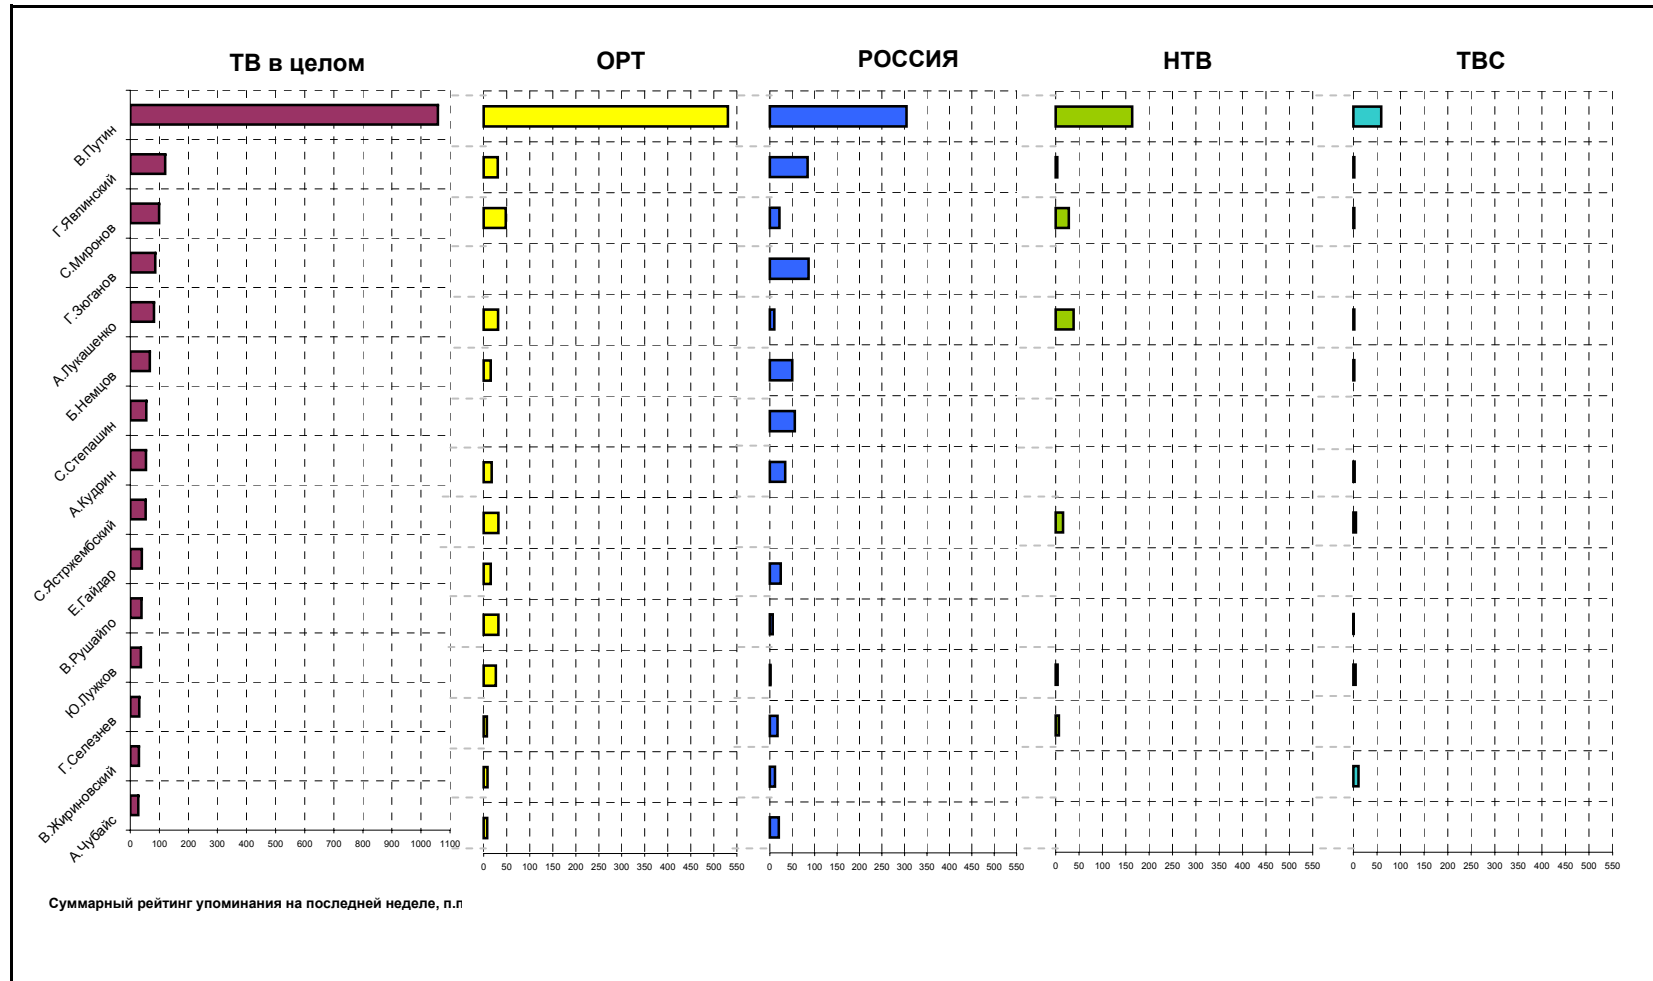 ТВ в целом
ОРТ
РОССИЯ
НТВ
ТВС
В.Путин
Г.Явлинский
С.Миронов
Г.Зюганов
А.Лукашенко
Б.Немцов
С.Степашин
А.Кудрин
С.Ястржембский
Е.Гайдар
В.Рушайло
Ю.Лужков
Г.Селезнев
В.Жириновский
А.Чубайс
0 100 200 300 400 500 600 700 800 900 1000 1100
0 50 100 150 200 250 300 350 400 450 500 550
0 50 100 150 200 250 300 350 400 450 500 550
0 50 100 150 200 250 300 350 400 450 500 550
0 50 100 150 200 250 300 350 400 450 500 550
Суммарный рейтинг упоминания на последней неделе, п.п